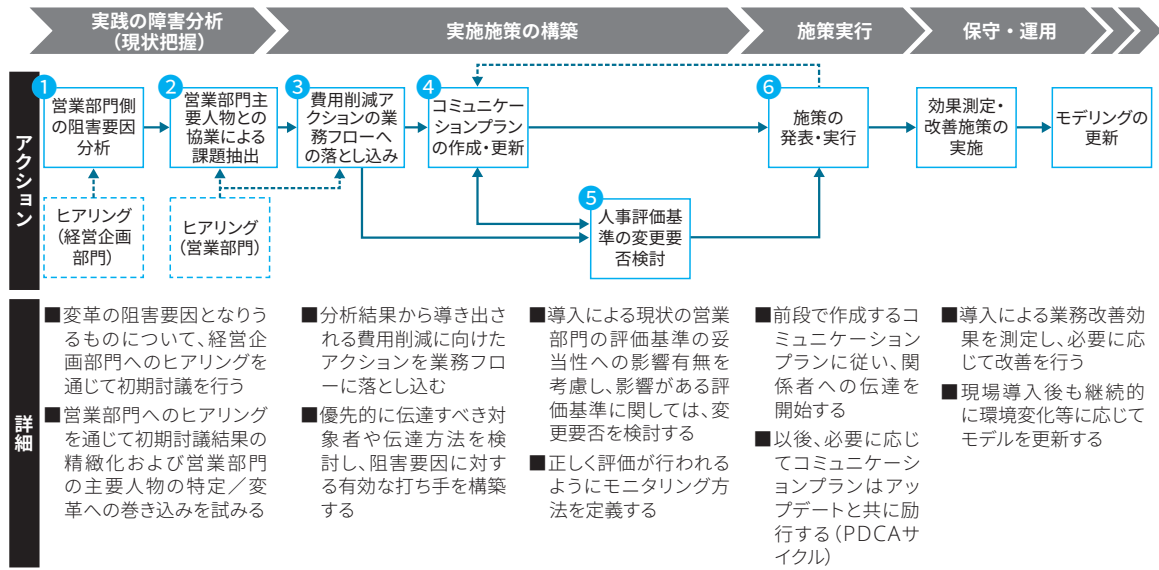 実践の障害分析
(現状把握)
実施施策の構築
施策実行
保守・運用
アクション
1
営業部門側
の阻害要因
分析
2
営業部門主
要人物との
協業による
課題抽出
3
費用削減ア
クションの業
務フローへ
の落とし込み
4
コミュニケー
ションプラン
の作成・更新
6
施策の
発表・実行
効果測定・
改善施策の
実施
モデリングの
更新
ヒアリング
(経営企画
部門)
ヒアリング
(営業部門)
5
人事評価基
準の変更要
否検討
詳細
■変革の阻害要因となりう
るものについて、経営企
画部門へのヒアリングを
通じて初期討議を行う
■営業部門へのヒアリング
を通じて初期討議結果の
精緻化および営業部門
の主要人物の特定／変
革への巻き込みを試みる
■分析結果から導き出さ
れる費用削減に向けた
アクションを業務フロ
ーに落とし込む
■優先的に伝達すべき対
象者や伝達方法を検
討し、阻害要因に対す
る有効な打ち手を構築
する
■導入による現状の営業
部門の評価基準の妥
当性への影響有無を
考慮し、影響がある評
価基準に関しては、変
更要否を検討する
■正しく評価が行われる
ようにモニタリング方
法を定義する
■前段で作成するコ
ミュニケーション
プランに従い、関
係者への伝達を
開始する
■以後、必要に応じ
てコミュニケーシ
ョンプランはアッ
プデートと共に励
行する（PDCAサ
イクル）
■導入による業務改善効
果を測定し、必要に応
じて改善を行う
■現場導入後も継続的
に環境変化等に応じて
モデルを更新する